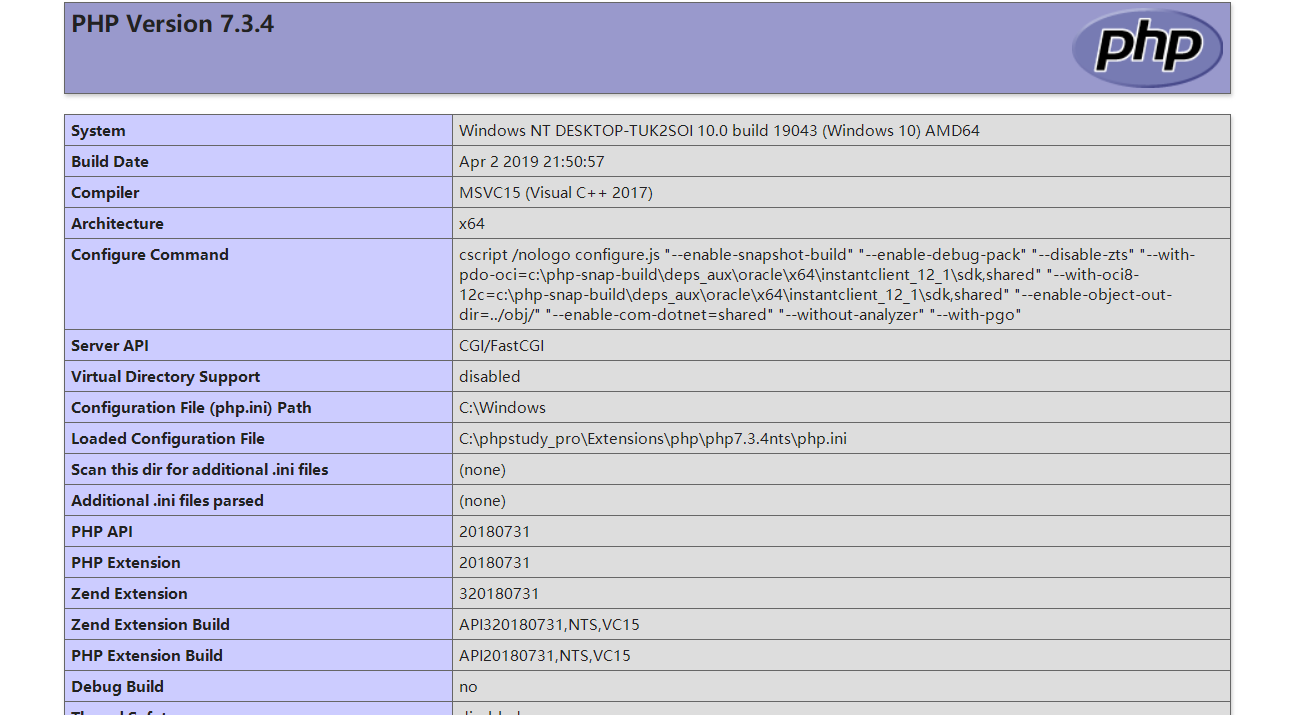 PHP Version 7.3.4
php
System Windows NT DESKTOP-TUK2SOI 10.0 build 19043 (Windows 10) AMD64
Build Date Apr 2 2019 21:50:57
Compiler MSVC15 (Visual C++ 2017)
Architecture x64
Configure Command cscript /nologo configure.js "--enable-snapshot-build" "--enable-debug-pack" "--disable-zts" "--with-
pdo-oci=c:\php-snap-build\deps_aux\oracle\x64\instantclient_12_1\sdk,shared" "--with-oci8-
12c=c:\php-snap-build\deps_aux\oracle\x64\instantclient_12_1\sdk,shared" "--enable-object-out-
dir=../obj/" "--enable-com-dotnet=shared" "--without-analyzer" "--with-pgo"
Server API CGI/FastCGI
Virtual Directory Support disabled
Configuration File (php.ini) Path C:\Windows
Loaded Configuration File C:\phpstudy_pro\Extensions\php\php7.3.4nts\php.ini
Scan this dir for additional .ini files (none)
Additional .ini files parsed (none)
PHP API 20180731
PHP Extension 20180731
Zend Extension 320180731
Zend Extension Build API320180731,NTS,VC15
PHP Extension Build API20180731,NTS,VC15
Debug Build no